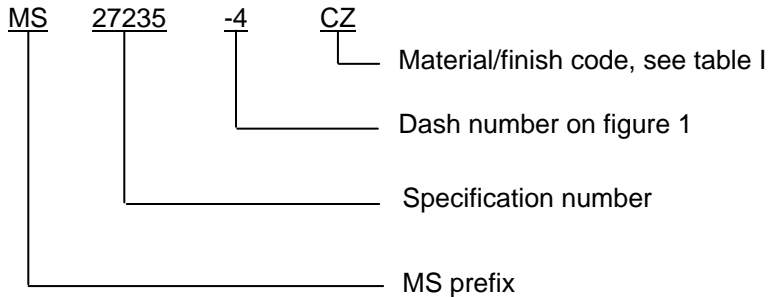 MS 27235 -4 CZ
Material/finish code, see table I
Dash number on figure 1
Specification number
MS prefix